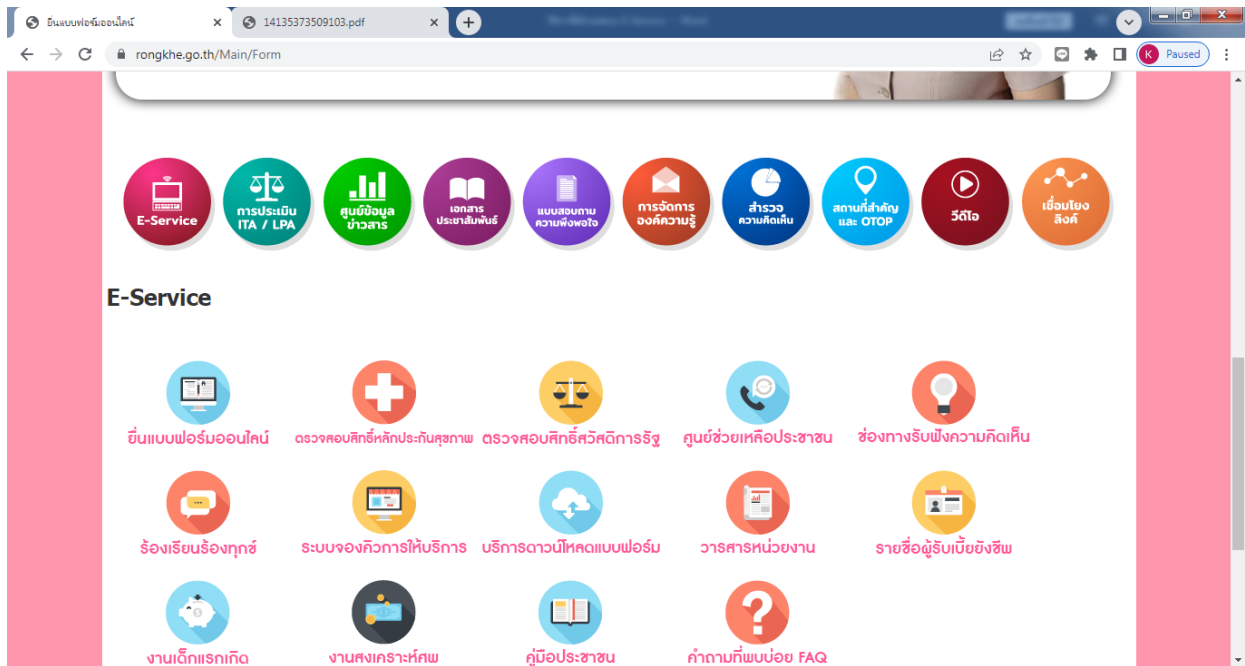 ยื่นแบบฟอร์มออนไลน์
14135373509103.pdf
rongkhe.go.th/Main/Form
K Paused
E-Service
การประเมิน
ITA / LPA
ศูนย์ข้อมูล
ข่าวสาร
เอกสาร
ประชาสัมพันธ์
แบบสอบถาม
ความพึงพอใจ
การจัดการ
องค์ความรู้
สำรวจ
ความคิดเห็น
สถานที่สำคัญ
และ OTOP
วีดีโอ
เชื่อมโยง
ลิงค์
E-Service
ยื่นแบบฟอร์มออนไลน์
ตรวจสอบสิทธิ์หลักประกันสุขภาพ
ตรวจสอบสิทธิ์สวัสดิการรัฐ
ศูนย์ช่วยเหลือประชาชน
ช่องทางรับฟังความคิดเห็น
ร้องเรียนร้องทุกข์
ระบบจองคิวการให้บริการ
บริการดาวน์โหลดแบบฟอร์ม
วารสารหน่วยงาน
รายชื่อผู้รับเบี้ยยังชีพ
งานเด็กแรกเกิด
งานสงเคราะห์ศพ
คู่มือประชาชน
คำถามที่พบบ่อย FAQ